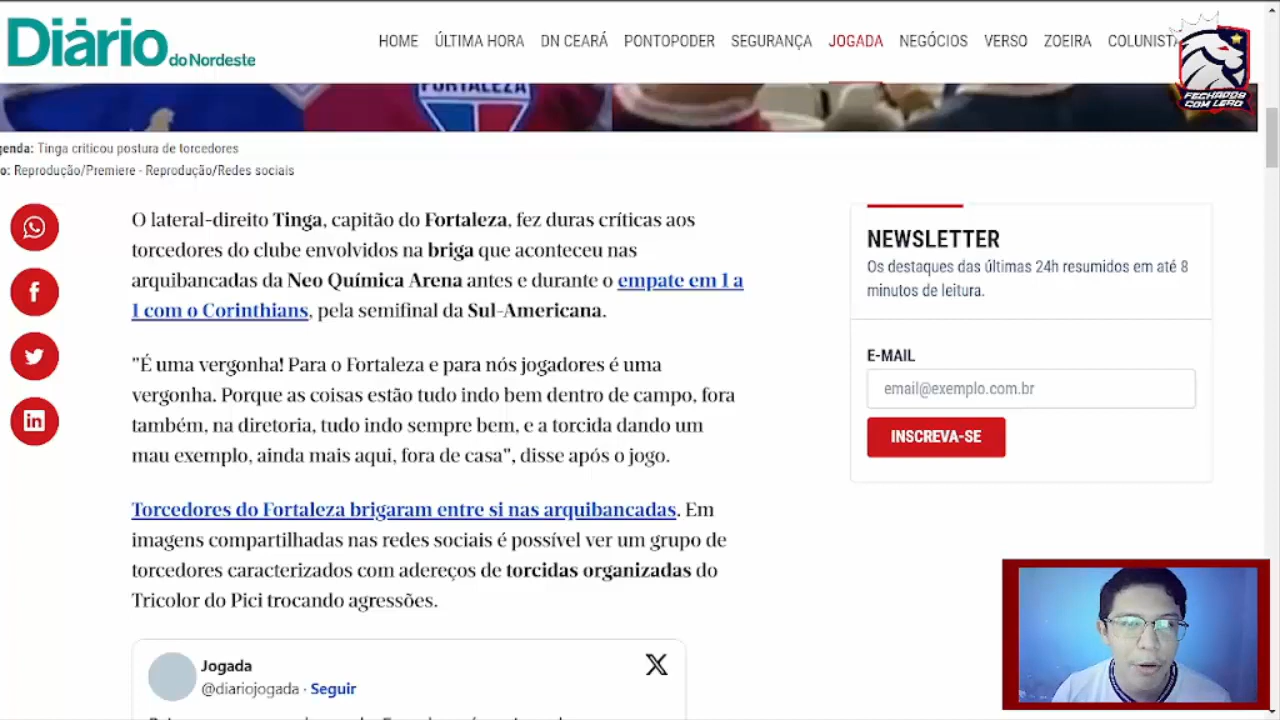 Diário do Nordeste
HOME ÚLTIMA HORA DN CEARÁ PONTOPODER SEGURANÇA JOGADA NEGÓCIOS VERSO ZOEIRA COLUNISTA
FECHADOS
COM LEÃO
FORTALEZA
genda: Tinga criticou postura de torcedores
o: Reprodução/Premiere - Reprodução/Redes sociais
O lateral-direito Tinga, capitão do Fortaleza, fez duras críticas aos
torcedores do clube envolvidos na briga que aconteceu nas
arquibancadas da Neo Química Arena antes e durante o empate em 1 a
1 com o Corinthians, pela semifinal da Sul-Americana.
"É uma vergonha! Para o Fortaleza e para nós jogadores é uma
vergonha. Porque as coisas estão tudo indo bem dentro de campo, fora
também, na diretoria, tudo indo sempre bem, e a torcida dando um
mau exemplo, ainda mais aqui, fora de casa", disse após o jogo.
Torcedores do Fortaleza brigaram entre si nas arquibancadas. Em
imagens compartilhadas nas redes sociais é possível ver um grupo de
torcedores caracterizados com adereços de torcidas organizadas do
Tricolor do Pici trocando agressões.
Jogada
@diariojogada · Seguir
NEWSLETTER
Os destaques das últimas 24h resumidos em até 8
minutos de leitura.
E-MAIL
email@exemplo.com.br
INSCREVA-SE